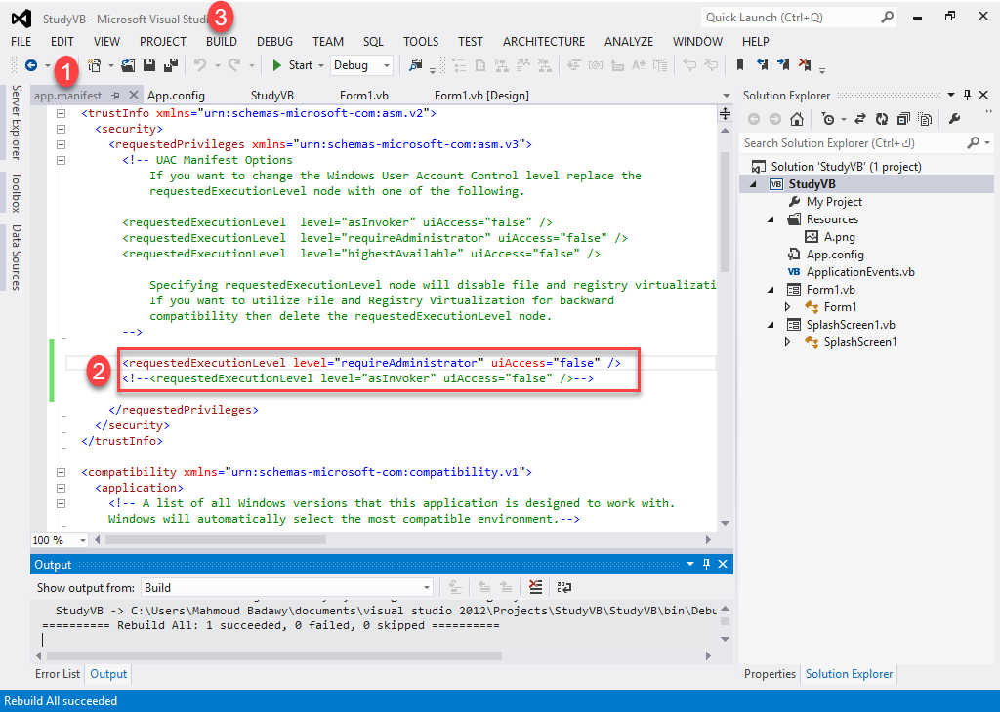 StudyVB - Microsoft Visual Studi
3
Quick Launch (Ctrl+Q)
FILE EDIT VIEW PROJECT BUILD DEBUG TEAM SQL TOOLS TEST ARCHITECTURE ANALYZE WINDOW HELP
1
Start Debug
app.manifest App.config StudyVB Form1.vb Form1.vb [Design]
Server Explorer
Toolbox
Data Sources
<trustInfo xmlns="urn:schemas-microsoft-com:asm.v2">
<security>
<requestedPrivileges xmlns="urn:schemas-microsoft-com:asm.v3">
<!-- UAC Manifest Options
If you want to change the Windows User Account Control level replace the
requestedExecutionLevel node with one of the following.
<requestedExecutionLevel level="asInvoker" uiAccess="false" />
<requestedExecutionLevel level="requireAdministrator" uiAccess="false" />
<requestedExecutionLevel level="highestAvailable" uiAccess="false" />
Specifying requestedExecutionLevel node will disable file and registry virtualizati
If you want to utilize File and Registry Virtualization for backward
compatibility then delete the requestedExecutionLevel node.
-->
2
<requestedExecutionLevel level="requireAdministrator" uiAccess="false" />
<!--<requestedExecutionLevel level="asInvoker" uiAccess="false" />-->
</requestedPrivileges>
</security>
</trustInfo>
<compatibility xmlns="urn:schemas-microsoft-com:compatibility.v1">
<application>
<!-- A list of all Windows versions that this application is designed to work with.
Windows will automatically select the most compatible environment.-->
100 %
Output
Show output from: Build
StudyVB -> C:\Users\Mahmoud Badawy\documents\visual studio 2012\Projects\StudyVB\StudyVB\bin\Debu
========== Rebuild All: 1 succeeded, 0 failed, 0 skipped ==========
Error List Output
Solution Explorer
Search Solution Explorer (Ctrl+ك)
Solution 'StudyVB' (1 project)
VB StudyVB
My Project
Resources
A.png
App.config
VB ApplicationEvents.vb
Form1.vb
Form1
SplashScreen1.vb
SplashScreen1
Properties Solution Explorer
Rebuild All succeeded